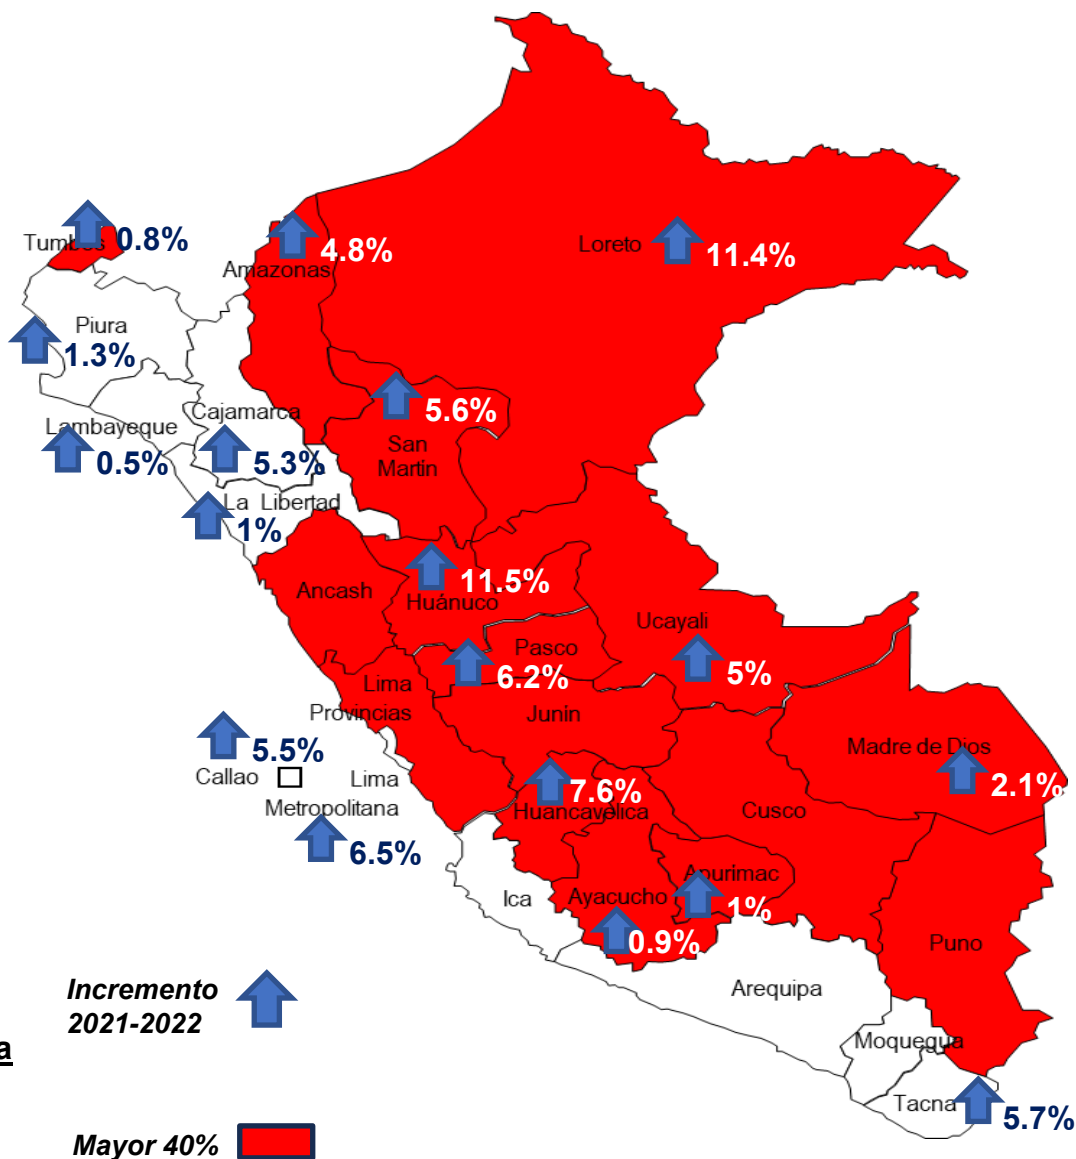 0.8%
Tumbes
4.8%
Amazonas
Loreto
11.4%
Piura
1.3%
Cajamarca
5.6%
Lambayeque
San
Martín
0.5%
5.3%
La Libertad
1%
Ancash
11.5%
Huánuco
Ucayali
Pasco
6.2%
5%
Lima
Provincias
Junín
5.5%
Callao
Lima
Metropolitana
6.5%
Madre de Dios
2.1%
7.6%
Huancavelica
Cusco
Apurímac
1%
Ica
Ayacucho
0.9%
Puno
Arequipa
Moquegua
Tacna
5.7%
Incremento
2021-2022
a
Mayor 40%